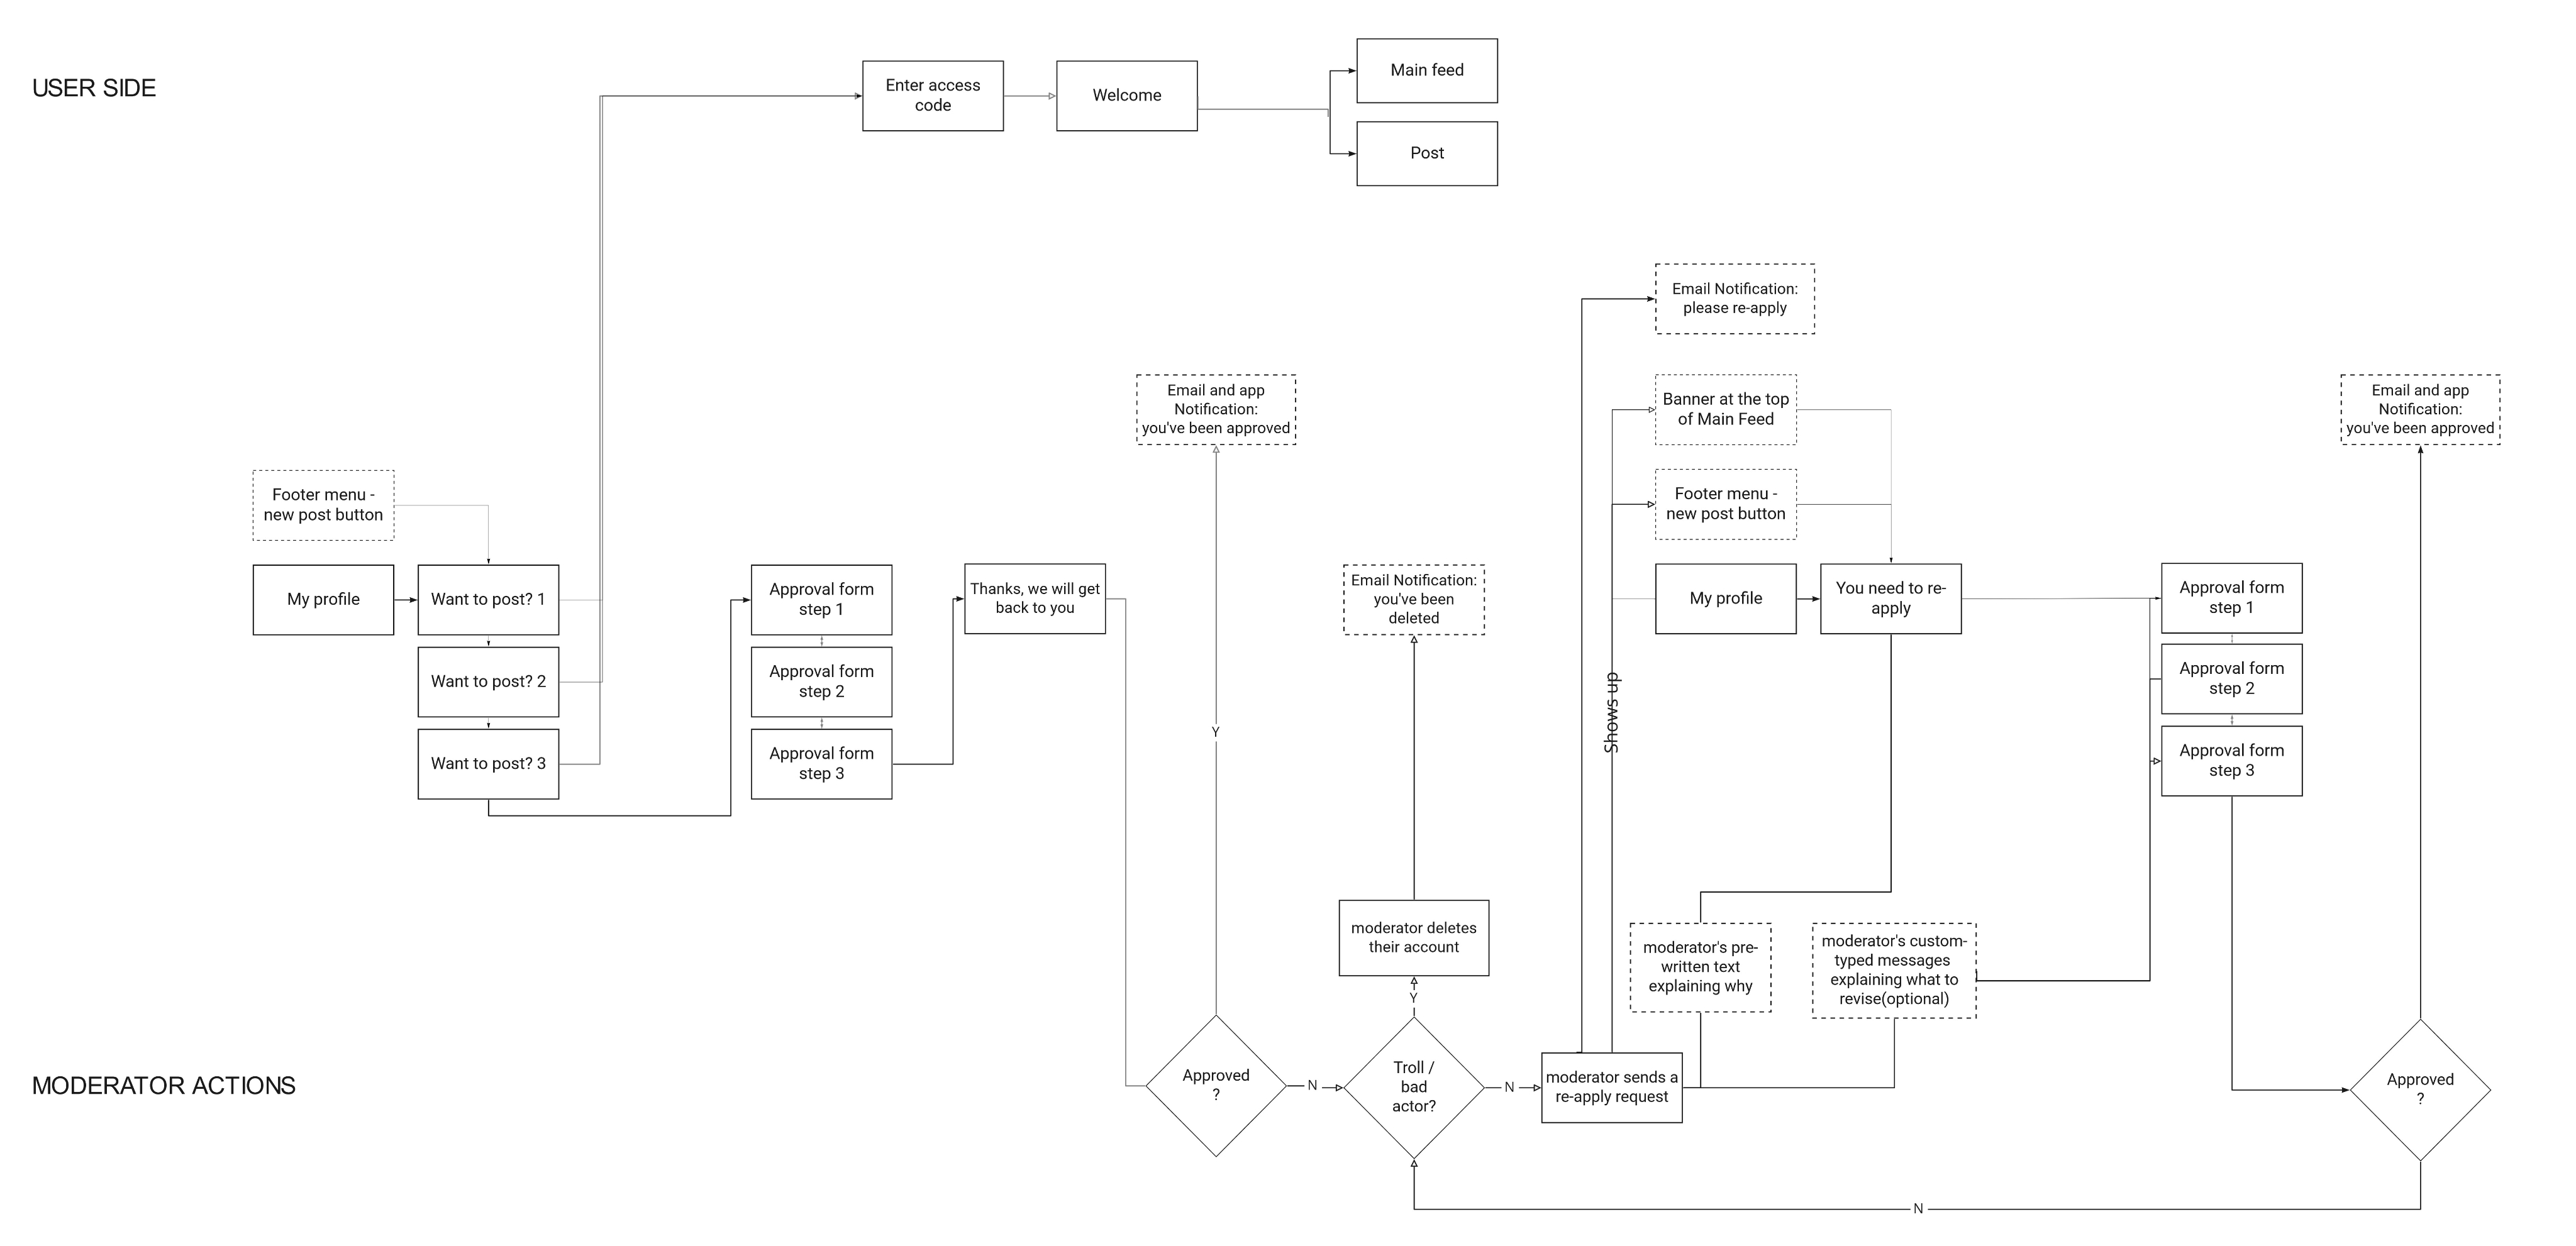 USER SIDE
Enter access
code
Welcome
Main feed
Post
Email Notification:
please re-apply
Email and app
Notification:
you've been approved
Banner at the top
of Main Feed
Email and app
Notification:
you've been approved
Footer menu -
new post button
Footer menu -
new post button
My profile
Want to post? 1
Want to post? 2
Want to post? 3
Approval form
step 1
Approval form
step 2
Approval form
step 3
Thanks, we will get
back to you
Y
Email Notification:
you've been
deleted
Shows up
My profile
You need to re-
apply
Approval form
step 1
Approval form
step 2
Approval form
step 3
moderator deletes
their account
moderator's pre-
written text
explaining why
moderator's custom-
typed messages
explaining what to
revise(optional)
MODERATOR ACTIONS
Approved
?
N
Y
Troll /
bad
actor?
N
moderator sends a
re-apply request
Approved
?
N